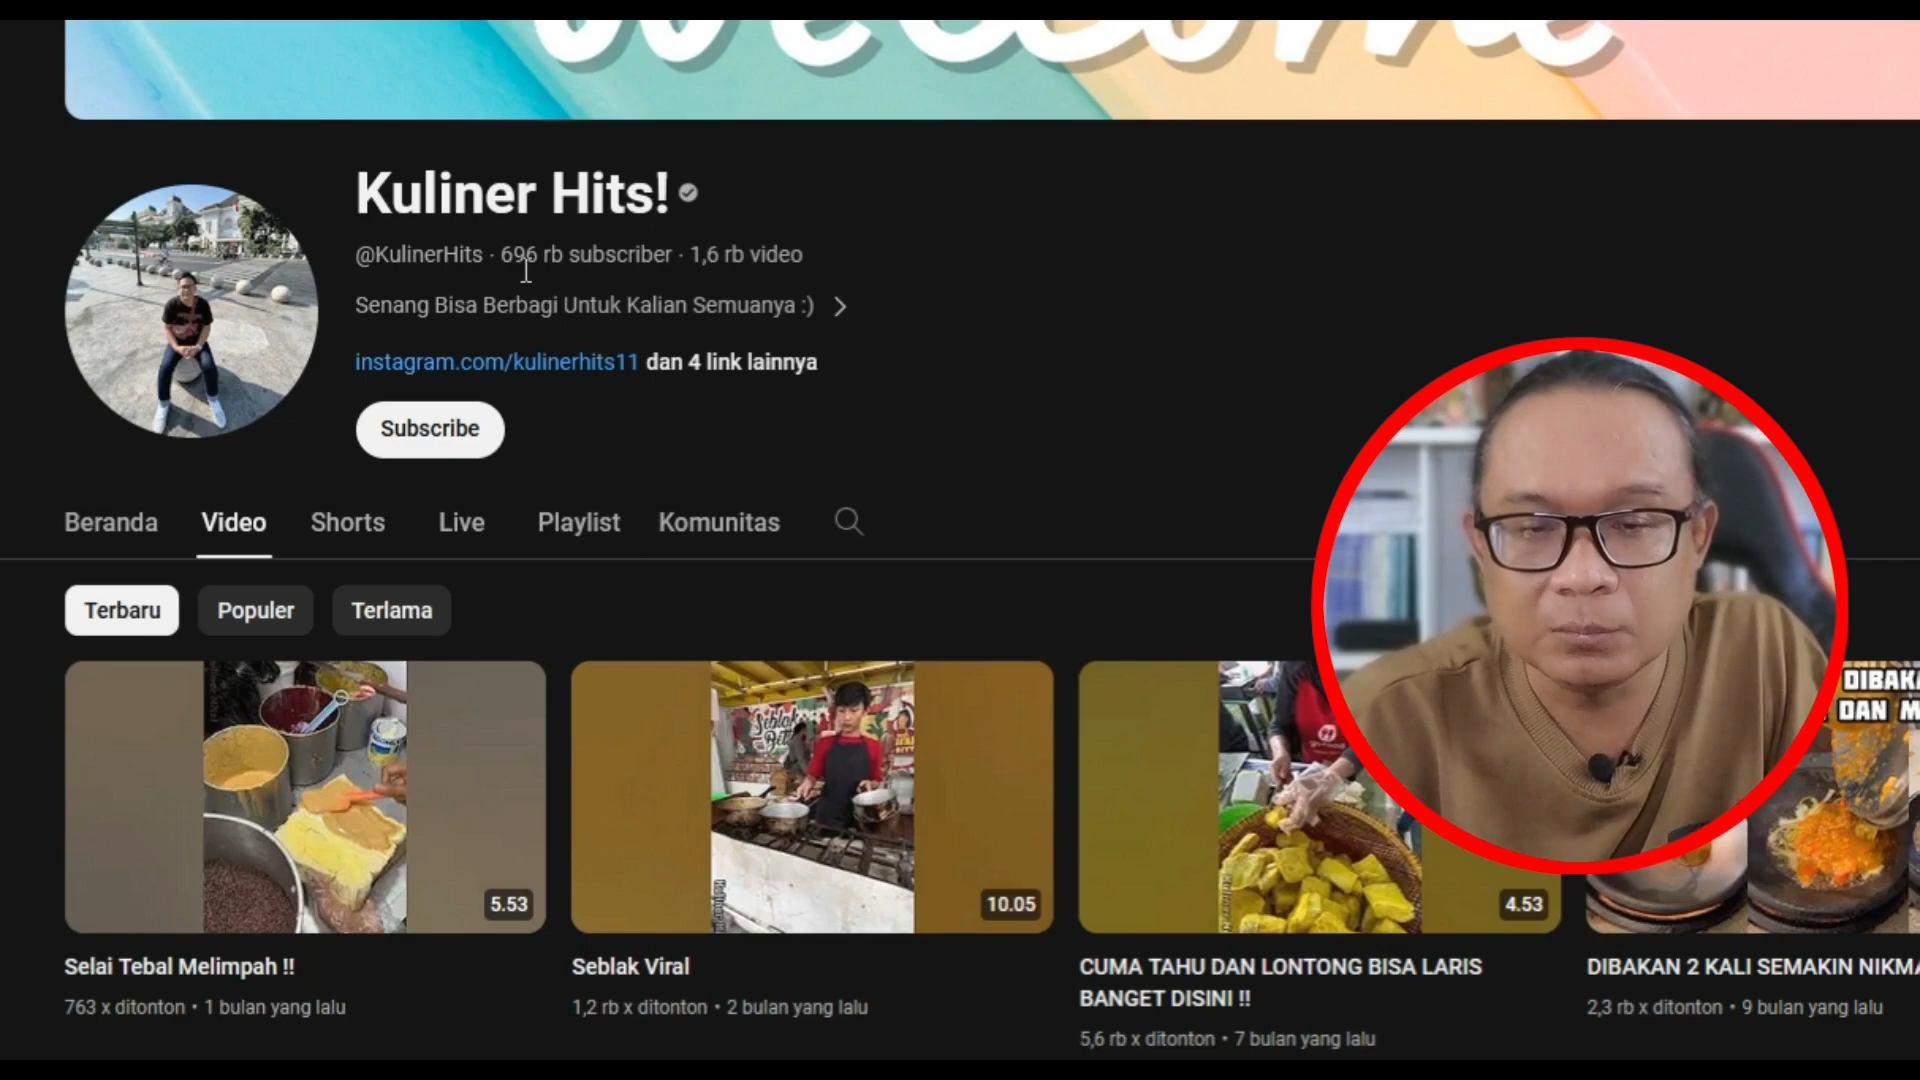 Welcome
Kuliner Hits!
@KulinerHits · 696 rb subscriber · 1,6 rb video
Senang Bisa Berbagi Untuk Kalian Semuanya :)
instagram.com/kulinerhits11 dan 4 link lainnya
Subscribe
Beranda Video Shorts Live Playlist Komunitas
Terbaru Populer Terlama
Seblak
DIBAKA
DAN M
5.53 10.05 4.53
Selai Tebal Melimpah !!
763 x ditonton • 1 bulan yang lalu
Seblak Viral
1,2 rb x ditonton • 2 bulan yang lalu
CUMA TAHU DAN LONTONG BISA LARIS
BANGET DISINI !!
5,6 rb x ditonton • 7 bulan yang lalu
DIBAKAN 2 KALI SEMAKIN NIKMA
2,3 rb x ditonton • 9 bulan yang lalu